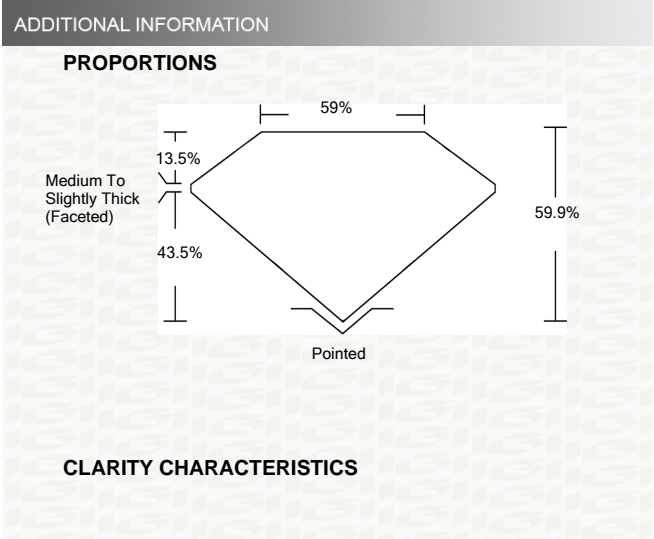 ADDITIONAL INFORMATION
PROPORTIONS
59%
13.5%
Medium To
Slightly Thick
(Faceted)
59.9%
43.5%
Pointed
CLARITY CHARACTERISTICS